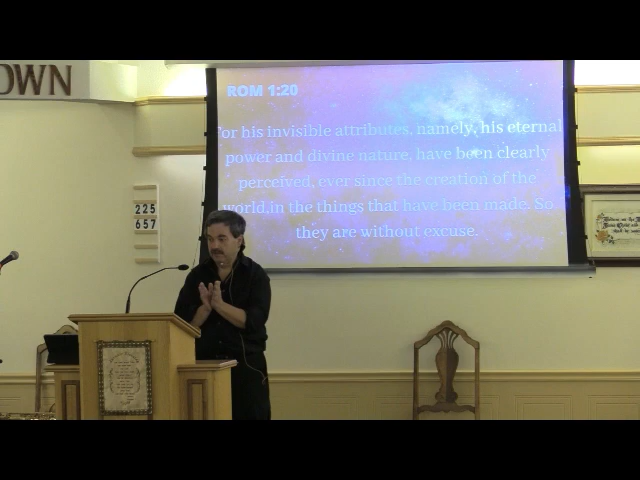 OWN
ROM 1:20
For his invisible attributes, namely, his eternal
power and divine nature, have been clearly
perceived, ever since the creation of the
world,in the things that have been made. So
they are without excuse.
225
657